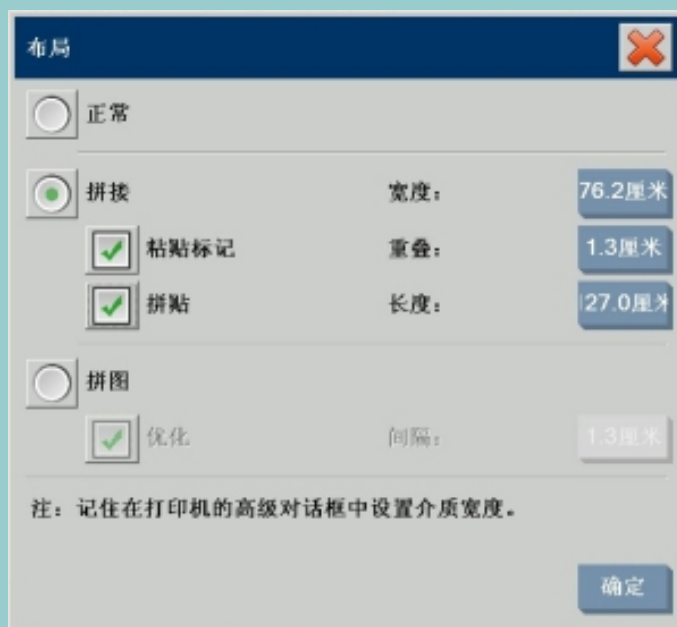 布局
正常
拼接 宽度： 76.2厘米
粘贴标记 重叠： 1.3厘米
拼贴 长度： 127.0厘米
拼图
优化 间隔： 1.3厘米
注：记住在打印机的高级对话框中设置介质宽度。
确定